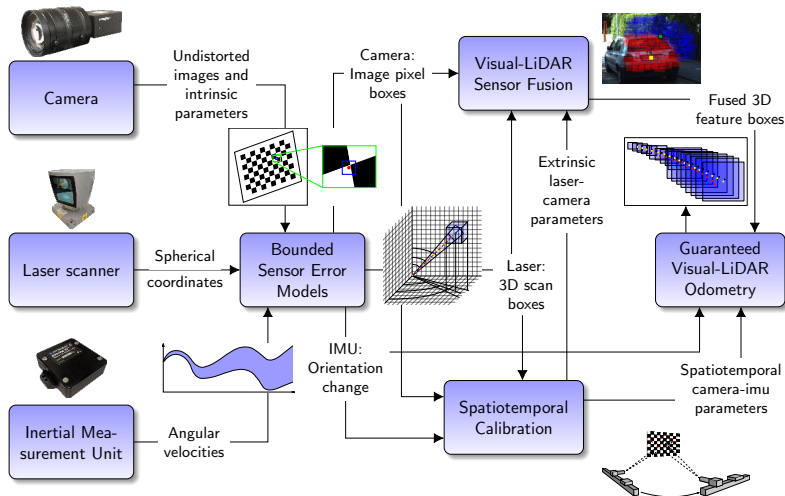 Camera
Undistorted
images and
intrinsic
parameters
Camera:
Image pixel
boxes
Visual-LiDAR
Sensor Fusion
Fused 3D
feature boxes
Extrinsic
laser-
camera
parameters
Laser scanner
Spherical
coordinates
Bounded
Sensor Error
Models
Laser:
3D scan
boxes
Guaranteed
Visual-LiDAR
Odometry
IMU:
Orientation
change
Inertial Mea-
surement Unit
Angular
velocities
Spatiotemporal
Calibration
Spatiotemporal
camera-imu
parameters